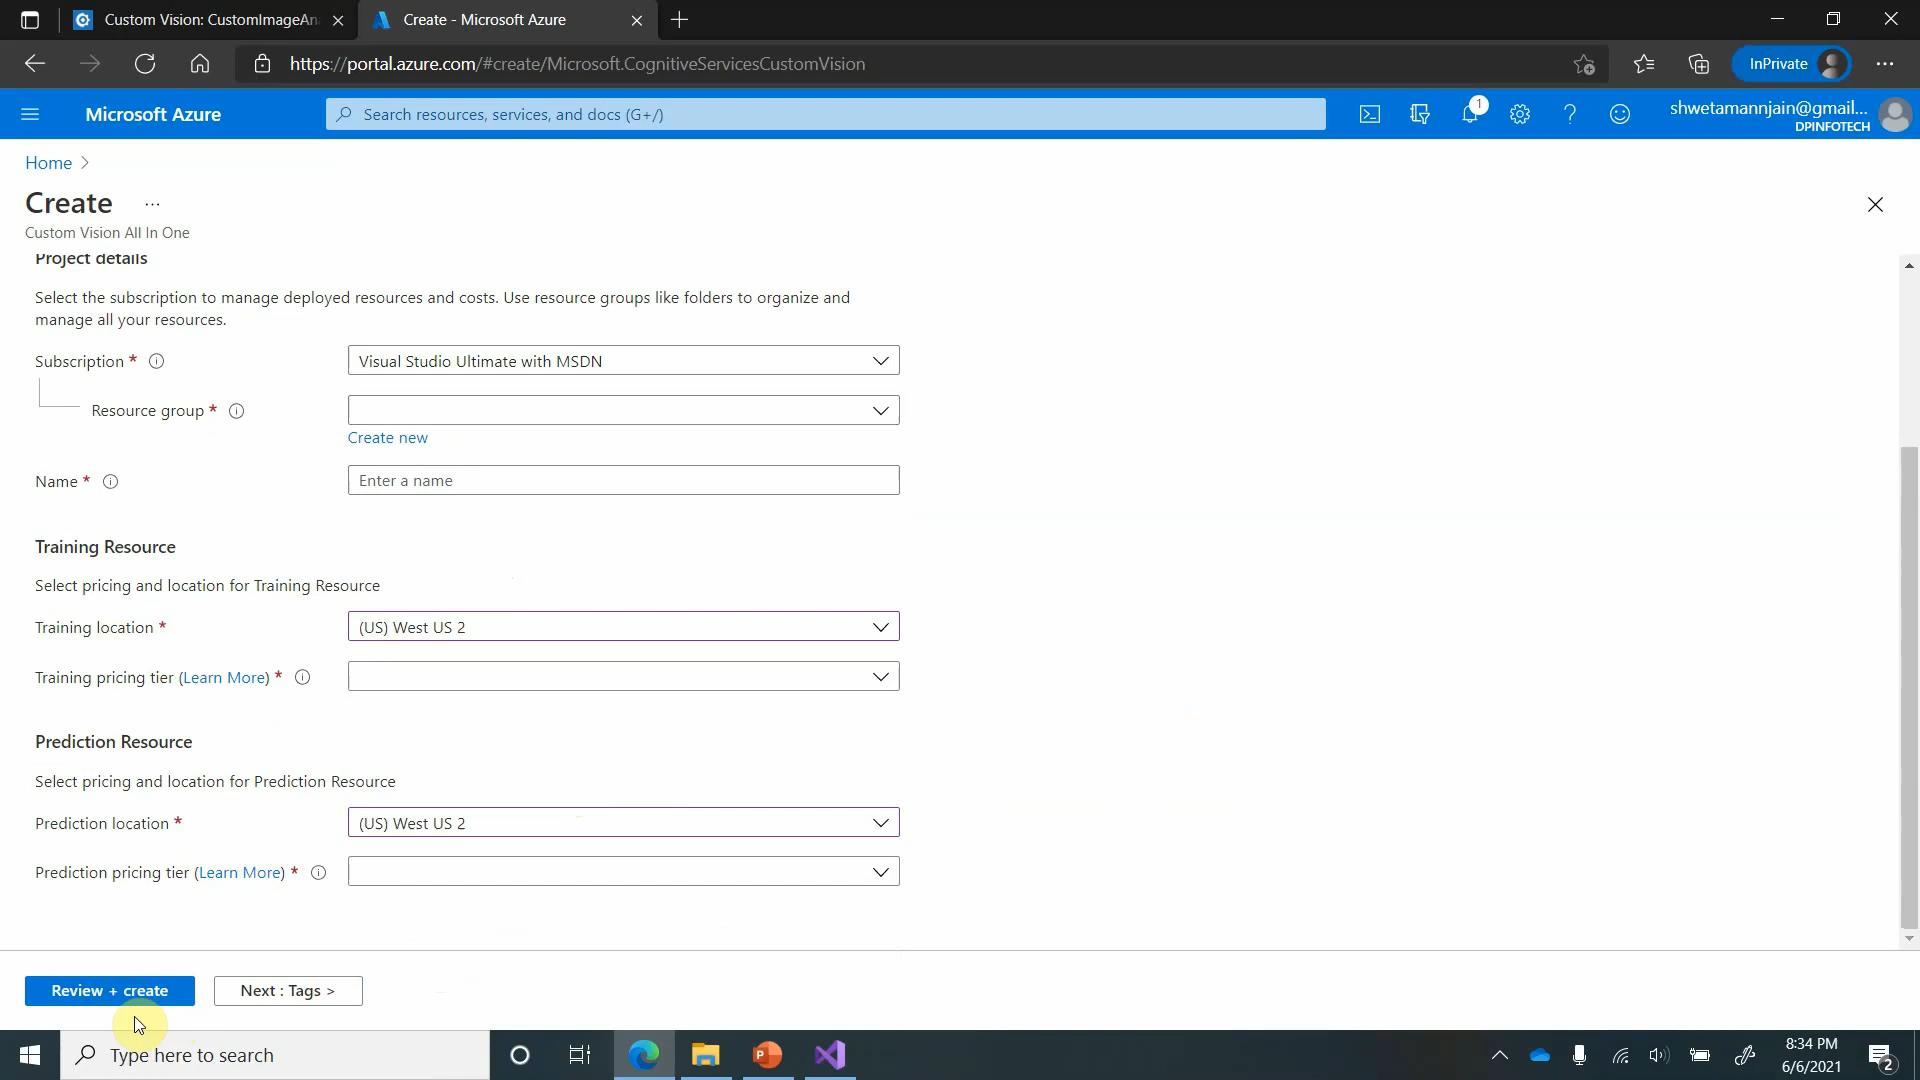 Custom Vision: CustomImageAn
Create - Microsoft Azure
https://portal.azure.com/#create/Microsoft.CognitiveServicesCustomVision
InPrivate
Microsoft Azure
Search resources, services, and docs (G+/)
1
shwetamannjain@gmail...
DPINFOTECH
Home >
Create ...
Custom Vision All In One
Project details
Select the subscription to manage deployed resources and costs. Use resource groups like folders to organize and
manage all your resources.
Subscription *
Visual Studio Ultimate with MSDN
Resource group *
Create new
Name *
Enter a name
Training Resource
Select pricing and location for Training Resource
Training location *
(US) West US 2
Training pricing tier (Learn More) *
Prediction Resource
Select pricing and location for Prediction Resource
Prediction location *
(US) West US 2
Prediction pricing tier (Learn More) *
Review + create
Next : Tags >
Type here to search
8:34 PM
6/6/2021
2